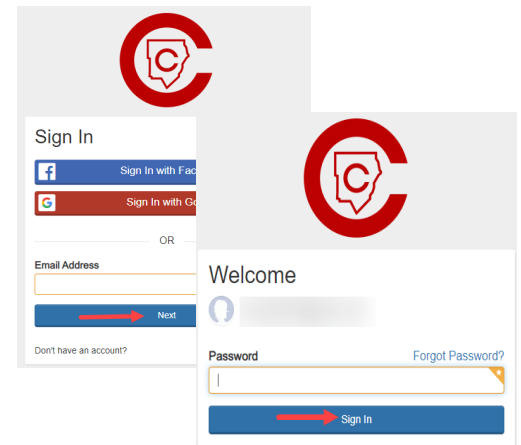 C
Sign In
Sign In with Fac
Sign In with Go
OR
Email Address
Next
Don't have an account?
C
Welcome
Password
Forgot Password?
Sign In